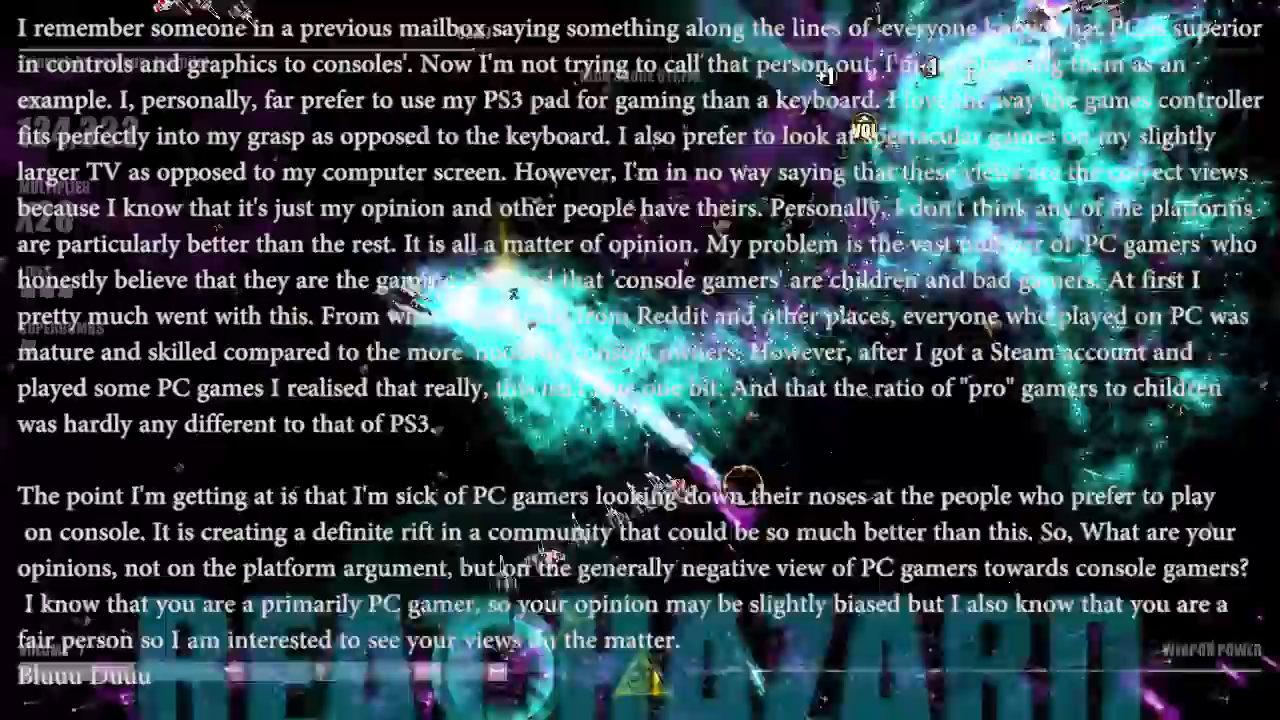 I remember someone in a previous mailbox saying something along the lines of 'everyone knows that PC is superior
in controls and graphics to consoles'. Now I'm not trying to call that person out, I'm just using them as an
example. I, personally, far prefer to use my PS3 pad for gaming than a keyboard. I love the way the games controller
fits perfectly into my grasp as opposed to the keyboard. I also prefer to look at spectacular games on my slightly
larger TV as opposed to my computer screen. However, I'm in no way saying that these views are the correct views
because I know that it's just my opinion and other people have theirs. Personally, I don't think any of the platforms
are particularly better than the rest. It is all a matter of opinion. My problem is the vast number of 'PC gamers' who
honestly believe that they are the gaming and that 'console gamers' are children and bad gamers. At first I
pretty much went with this. From from Reddit and other places, everyone who played on PC was
mature and skilled compared to the more console owners. However, after I got a Steam account and
played some PC games I realised that really, this isn't true one bit. And that the ratio of "pro" gamers to children
was hardly any different to that of PS3.
The point I'm getting at is that I'm sick of PC gamers looking down their noses at the people who prefer to play
on console. It is creating a definite rift in a community that could be so much better than this. So, What are your
opinions, not on the platform argument, but on the generally negative view of PC gamers towards console gamers?
I know that you are a primarily PC gamer, so your opinion may be slightly biased but I also know that you are a
fair person so I am interested to see your views on the matter.
Bluuu Duuu
MULTIPLIER
X20
SUPERBOMBS
+1
WEAPON POWER